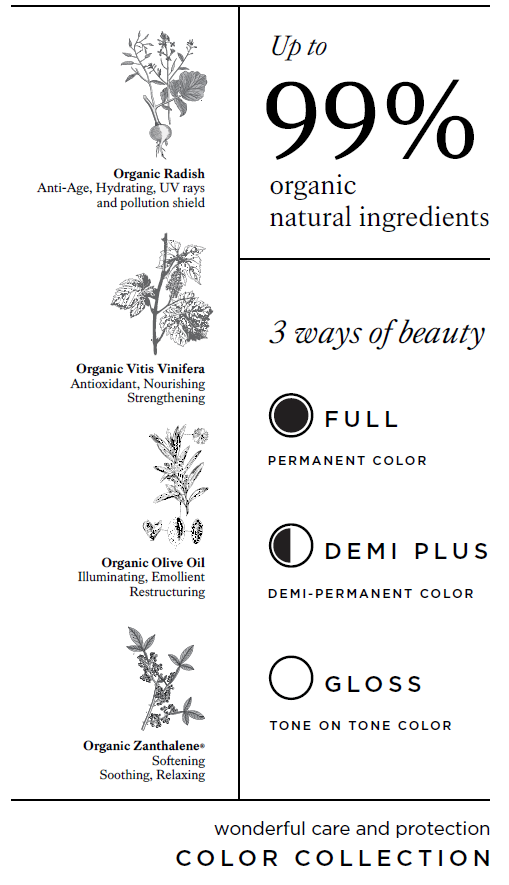 Organic Radish
Anti-Age, Hydrating, UV rays
and pollution shield
Organic Vitis Vinifera
Antioxidant, Nourishing
Strengthening
Organic Olive Oil
Illuminating, Emollient
Restructuring
Organic Zanthalene®
Softening
Soothing, Relaxing
Up to
99%
organic
natural ingredients
3 ways of beauty
FULL
PERMANENT COLOR
DEMI PLUS
DEMI-PERMANENT COLOR
GLOSS
TONE ON TONE COLOR
wonderful care and protection
COLOR COLLECTION